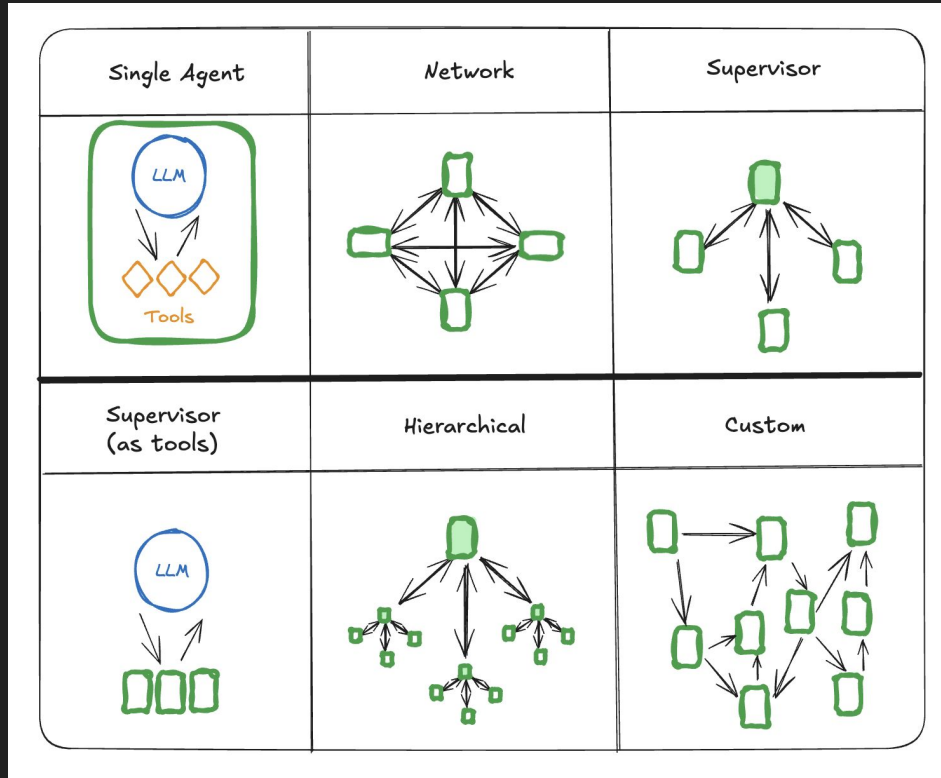 Single Agent
Network
Supervisor
LLM
Tools
Supervisor
(as tools)
Hierarchical
Custom
LLM